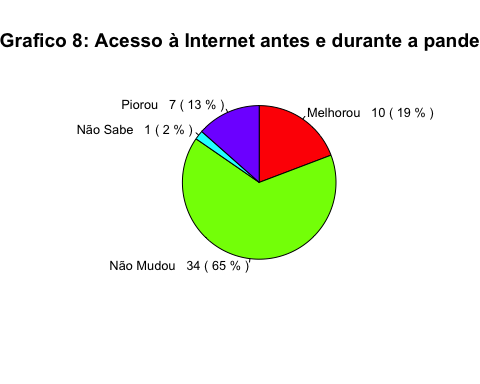 Grafico 8: Acesso à Internet antes e durante a pande
Piorou 7 ( 13 % )
Melhorou 10 ( 19 % )
Não Sabe 1 ( 2 % )
Não Mudou 34 ( 65 % )